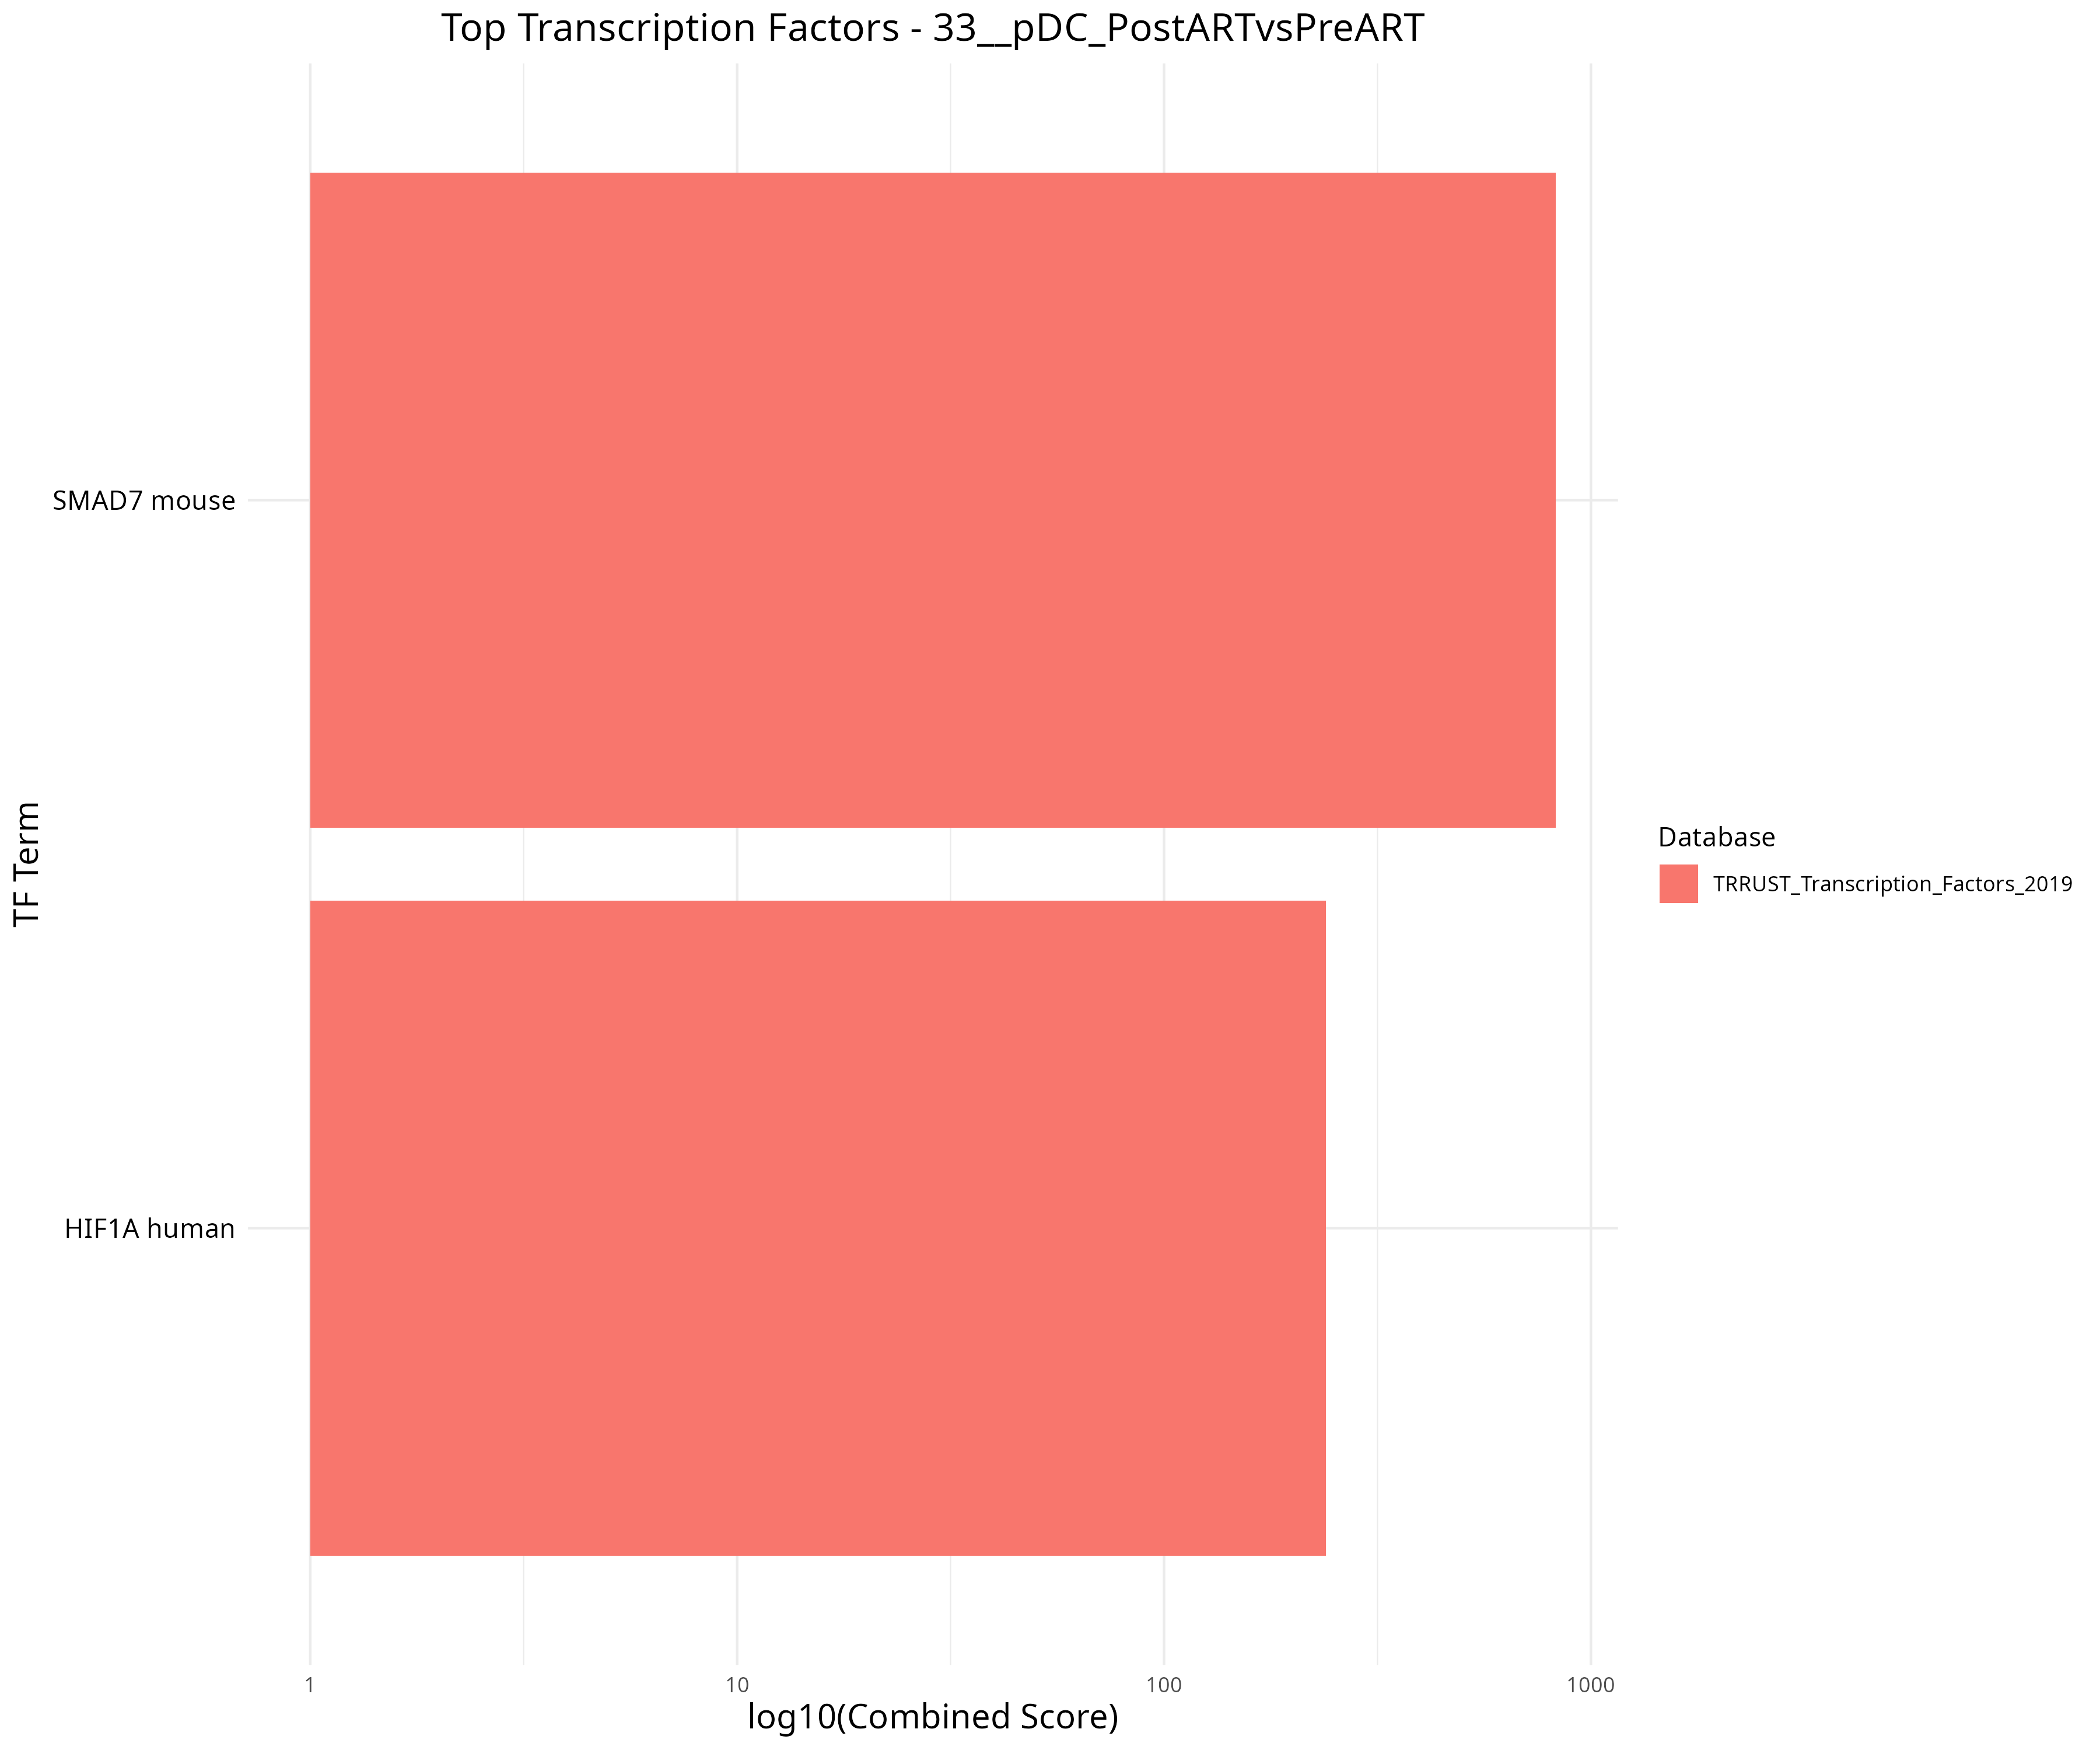 Top Transcription Factors - 33__pDC_PostARTvsPreART
TF Term
SMAD7 mouse
HIF1A human
1
10
100
1000
log10(Combined Score)
Database
TRRUST_Transcription_Factors_2019